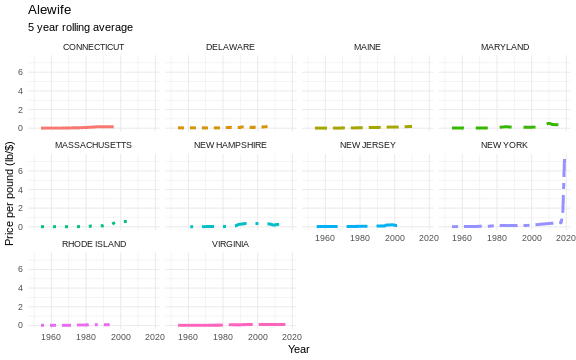 Alewife
5 year rolling average
CONNECTICUT DELAWARE MAINE MARYLAND
6
4
2
0
MASSACHUSETTS NEW HAMPSHIRE NEW JERSEY NEW YORK
6
4
2
0
1960 1980 2000 2020 1960 1980 2000 2020
RHODE ISLAND VIRGINIA
6
4
2
0
1960 1980 2000 2020 1960 1980 2000 2020
Year
Price per pound (lb/$)